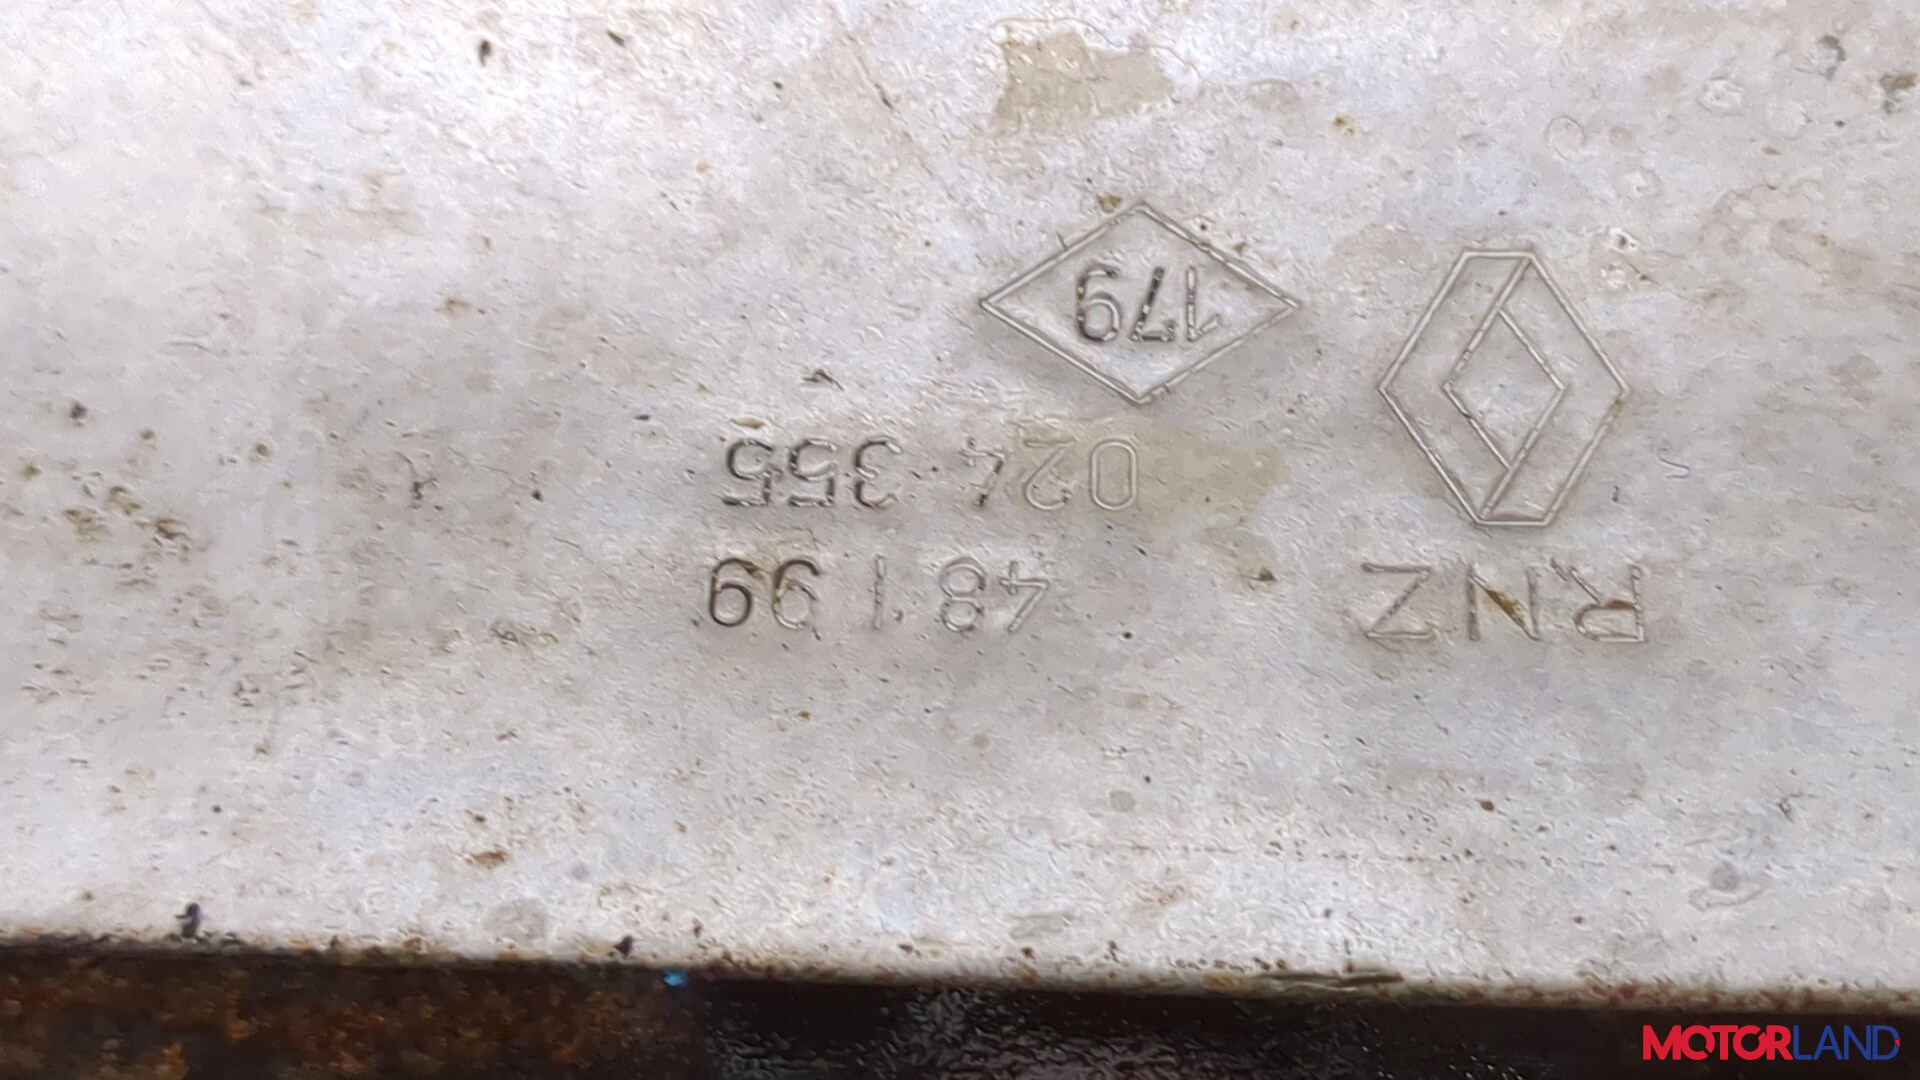 179
024 355
48 1 99
RNZ
MOTORLAND